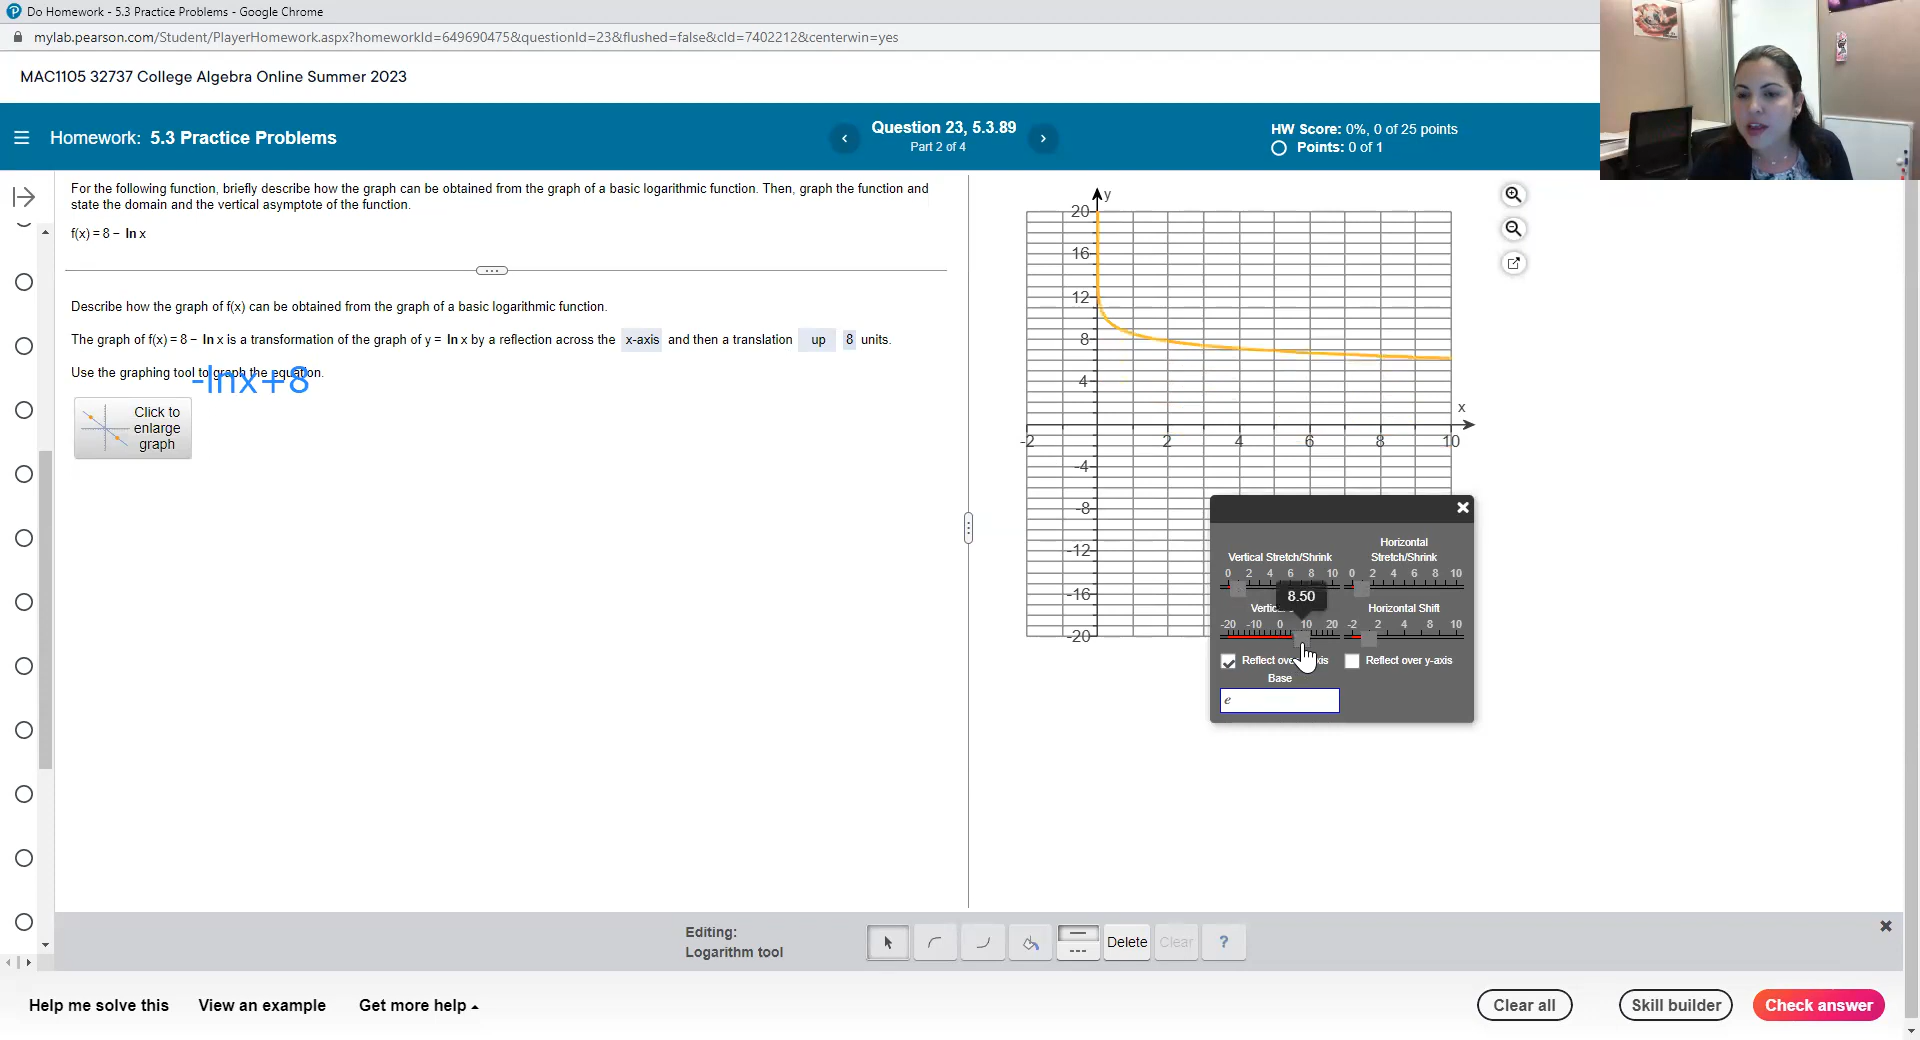 Do Homework - 5.3 Practice Problems - Google Chrome
mylab.pearson.com/Student/PlayerHomework.aspx?homeworkId=649690475&questionId=23&flushed=false&cId=7402212&centerwin=yes
MAC1105 32737 College Algebra Online Summer 2023
Homework: 5.3 Practice Problems
Question 23, 5.3.89
Part 2 of 4
HW Score: 0%, 0 of 25 points
Points: 0 of 1
For the following function, briefly describe how the graph can be obtained from the graph of a basic logarithmic function. Then, graph the function and
state the domain and the vertical asymptote of the function.
f(x) = 8 − ln x
Describe how the graph of f(x) can be obtained from the graph of a basic logarithmic function.
The graph of f(x) = 8 − ln x is a transformation of the graph of y = ln x by a reflection across the x-axis and then a translation up 8 units.
Use the graphing tool to graph the equation.
-lnx+8
Click to
enlarge
graph
y
20
16
12
8
4
x
-2 2 4 6 8 10
-4
-8
-12
-16
-20
Vertical Stretch/Shrink
0 2 4 6 8 10
Horizontal
Stretch/Shrink
0 2 4 6 8 10
8.50
-20 -10 0 10 20
Horizontal Shift
-2 2 4 8 10
Reflect over y-axis
Base
e
Editing:
Logarithm tool
Delete
Clear
?
Help me solve this
View an example
Get more help
Clear all
Skill builder
Check answer